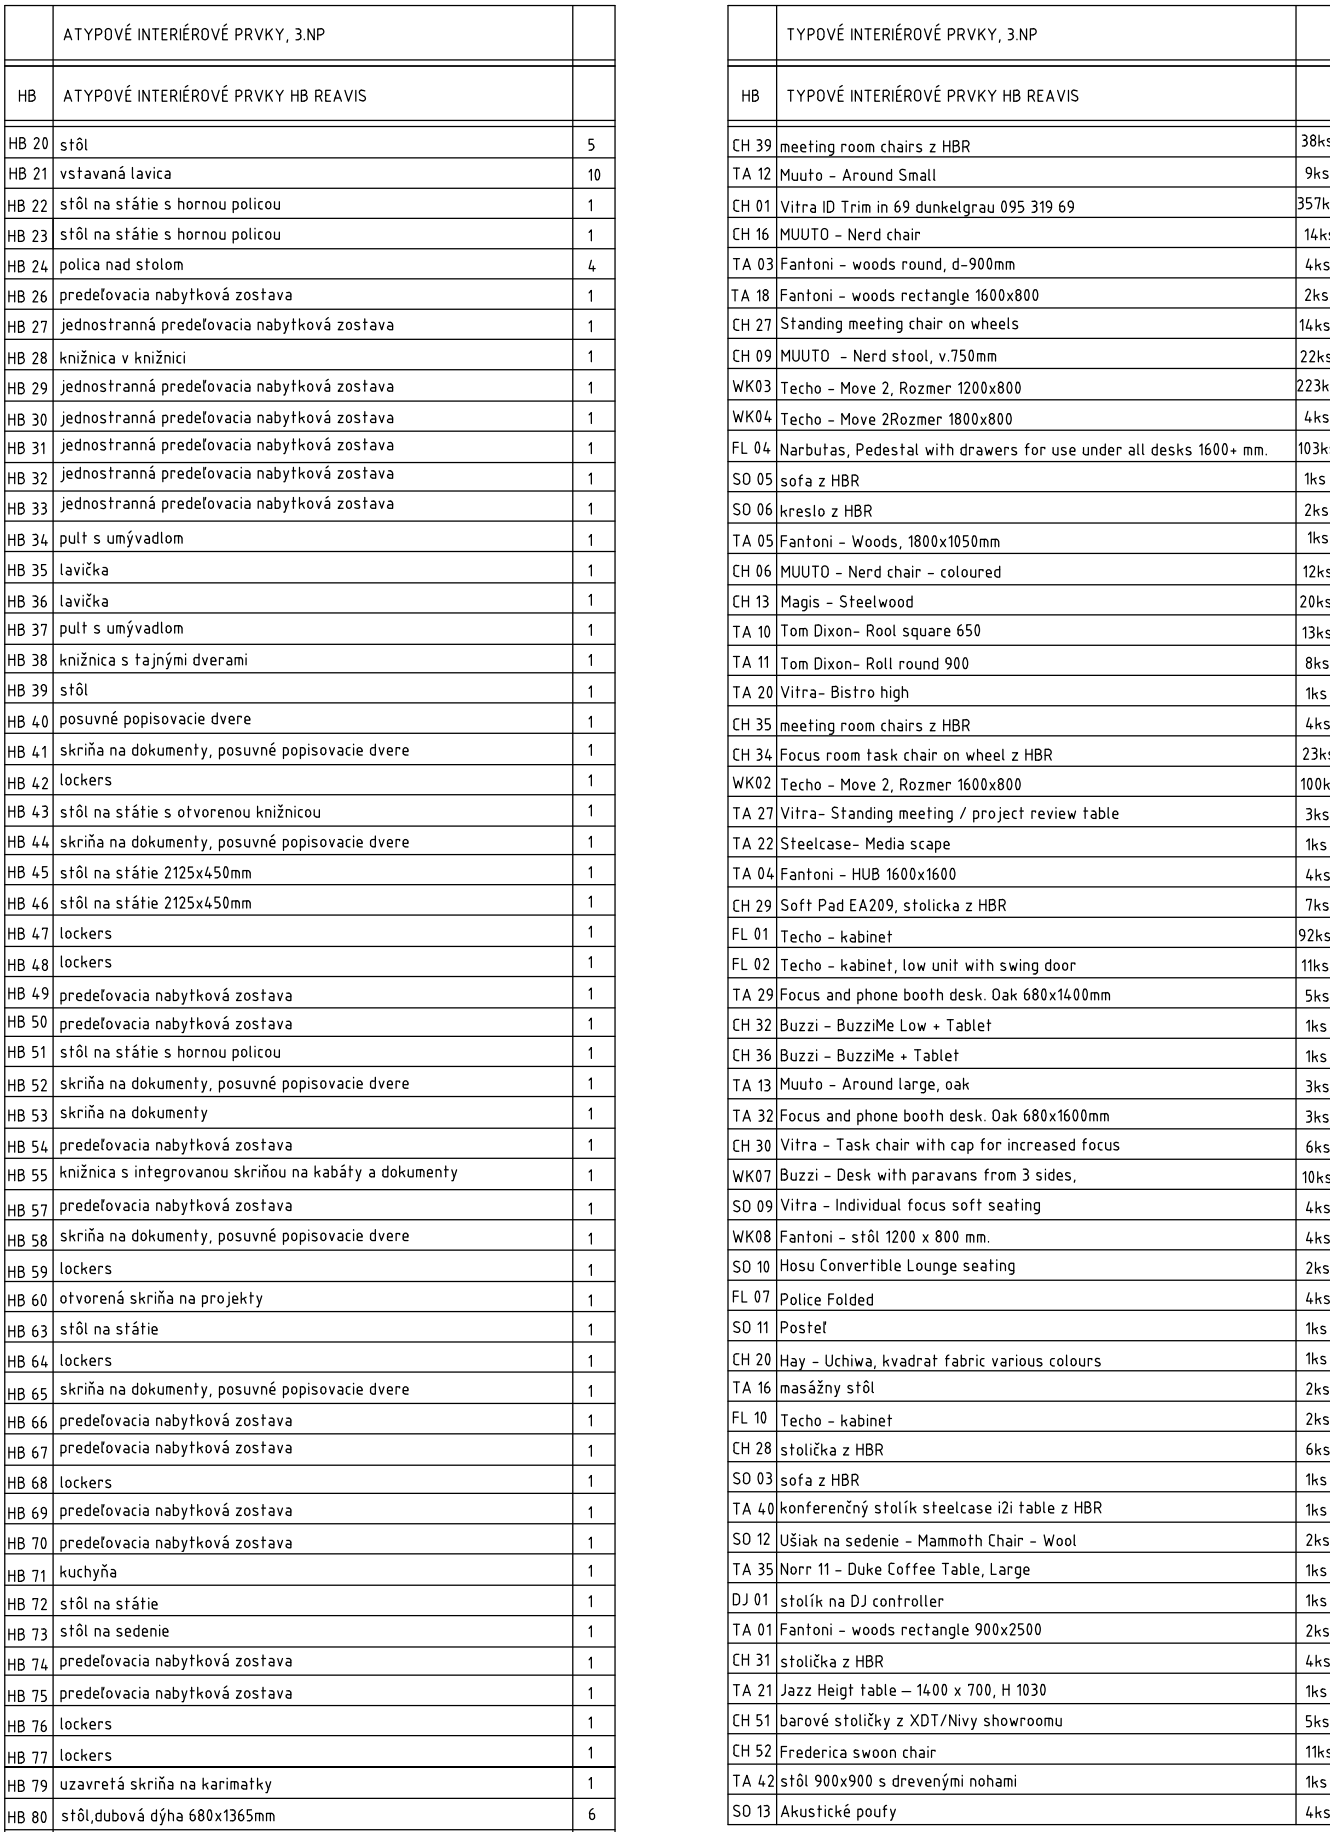 ATYPOVÉ INTERIÉROVÉ PRVKY, 3.NP
HB ATYPOVÉ INTERIÉROVÉ PRVKY HB REAVIS
HB 20 stôl 5
HB 21 vstavaná lavica 10
HB 22 stôl na státie s hornou policou 1
HB 23 stôl na státie s hornou policou 1
HB 24 polica nad stolom 4
HB 26 predeľovacia nabytková zostava 1
HB 27 jednostranná predeľovacia nabytková zostava 1
HB 28 knižnica v knižnici 1
HB 29 jednostranná predeľovacia nabytková zostava 1
HB 30 jednostranná predeľovacia nabytková zostava 1
HB 31 jednostranná predeľovacia nabytková zostava 1
HB 32 jednostranná predeľovacia nabytková zostava 1
HB 33 jednostranná predeľovacia nabytková zostava 1
HB 34 pult s umývadlom 1
HB 35 lavička 1
HB 36 lavička 1
HB 37 pult s umývadlom 1
HB 38 knižnica s tajnými dverami 1
HB 39 stôl 1
HB 40 posuvné popisovacie dvere 1
HB 41 skriňa na dokumenty, posuvné popisovacie dvere 1
HB 42 lockers 1
HB 43 stôl na státie s otvorenou knižnicou 1
HB 44 skriňa na dokumenty, posuvné popisovacie dvere 1
HB 45 stôl na státie 2125x450mm 1
HB 46 stôl na státie 2125x450mm 1
HB 47 lockers 1
HB 48 lockers 1
HB 49 predeľovacia nabytková zostava 1
HB 50 predeľovacia nabytková zostava 1
HB 51 stôl na státie s hornou policou 1
HB 52 skriňa na dokumenty, posuvné popisovacie dvere 1
HB 53 skriňa na dokumenty 1
HB 54 predeľovacia nabytková zostava 1
HB 55 knižnica s integrovanou skriňou na kabáty a dokumenty 1
HB 57 predeľovacia nabytková zostava 1
HB 58 skriňa na dokumenty, posuvné popisovacie dvere 1
HB 59 lockers 1
HB 60 otvorená skriňa na projekty 1
HB 63 stôl na státie 1
HB 64 lockers 1
HB 65 skriňa na dokumenty, posuvné popisovacie dvere 1
HB 66 predeľovacia nabytková zostava 1
HB 67 predeľovacia nabytková zostava 1
HB 68 lockers 1
HB 69 predeľovacia nabytková zostava 1
HB 70 predeľovacia nabytková zostava 1
HB 71 kuchyňa 1
HB 72 stôl na státie 1
HB 73 stôl na sedenie 1
HB 74 predeľovacia nabytková zostava 1
HB 75 predeľovacia nabytková zostava 1
HB 76 lockers 1
HB 77 lockers 1
HB 79 uzavretá skriňa na karimatky 1
HB 80 stôl,dubová dýha 680x1365mm 6
TYPOVÉ INTERIÉROVÉ PRVKY, 3.NP
HB TYPOVÉ INTERIÉROVÉ PRVKY HB REAVIS
CH 39 meeting room chairs z HBR 38ks
TA 12 Muuto - Around Small 9ks
CH 01 Vitra ID Trim in 69 dunkelgrau 095 319 69 357k
CH 16 MUUTO - Nerd chair 14ks
TA 03 Fantoni - woods round, d-900mm 4ks
TA 18 Fantoni - woods rectangle 1600x800 2ks
CH 27 Standing meeting chair on wheels 14ks
CH 09 MUUTO - Nerd stool, v.750mm 22ks
WK03 Techo - Move 2, Rozmer 1200x800 223k
WK04 Techo - Move 2Rozmer 1800x800 4ks
FL 04 Narbutas, Pedestal with drawers for use under all desks 1600+ mm. 103k
SO 05 sofa z HBR 1ks
SO 06 kreslo z HBR 2ks
TA 05 Fantoni - Woods, 1800x1050mm 1ks
CH 06 MUUTO - Nerd chair - coloured 12ks
CH 13 Magis - Steelwood 20ks
TA 10 Tom Dixon- Rool square 650 13ks
TA 11 Tom Dixon- Roll round 900 8ks
TA 20 Vitra- Bistro high 1ks
CH 35 meeting room chairs z HBR 4ks
CH 34 Focus room task chair on wheel z HBR 23ks
WK02 Techo - Move 2, Rozmer 1600x800 100k
TA 27 Vitra- Standing meeting / project review table 3ks
TA 22 Steelcase- Media scape 1ks
TA 04 Fantoni - HUB 1600x1600 4ks
CH 29 Soft Pad EA209, stolicka z HBR 7ks
FL 01 Techo - kabinet 92ks
FL 02 Techo - kabinet, low unit with swing door 11ks
TA 29 Focus and phone booth desk. Oak 680x1400mm 5ks
CH 32 Buzzi - BuzziMe Low + Tablet 1ks
CH 36 Buzzi - BuzziMe + Tablet 1ks
TA 13 Muuto - Around large, oak 3ks
TA 32 Focus and phone booth desk. Oak 680x1600mm 3ks
CH 30 Vitra - Task chair with cap for increased focus 6ks
WK07 Buzzi - Desk with paravans from 3 sides, 10ks
SO 09 Vitra - Individual focus soft seating 4ks
WK08 Fantoni - stôl 1200 x 800 mm. 4ks
SO 10 Hosu Convertible Lounge seating 2ks
FL 07 Police Folded 4ks
SO 11 Posteľ 1ks
CH 20 Hay - Uchiwa, kvadrat fabric various colours 1ks
TA 16 masážny stôl 2ks
FL 10 Techo - kabinet 2ks
CH 28 stolička z HBR 6ks
SO 03 sofa z HBR 1ks
TA 40 konferenčný stolík steelcase i2i table z HBR 1ks
SO 12 Ušiak na sedenie - Mammoth Chair - Wool 2ks
TA 35 Norr 11 - Duke Coffee Table, Large 1ks
DJ 01 stolík na DJ controller 1ks
TA 01 Fantoni - woods rectangle 900x2500 2ks
CH 31 stolička z HBR 4ks
TA 21 Jazz Heigt table – 1400 x 700, H 1030 1ks
CH 51 barové stoličky z XDT/Nivy showroomu 5ks
CH 52 Frederica swoon chair 11ks
TA 42 stôl 900x900 s drevenými nohami 1ks
SO 13 Akustické poufy 4ks